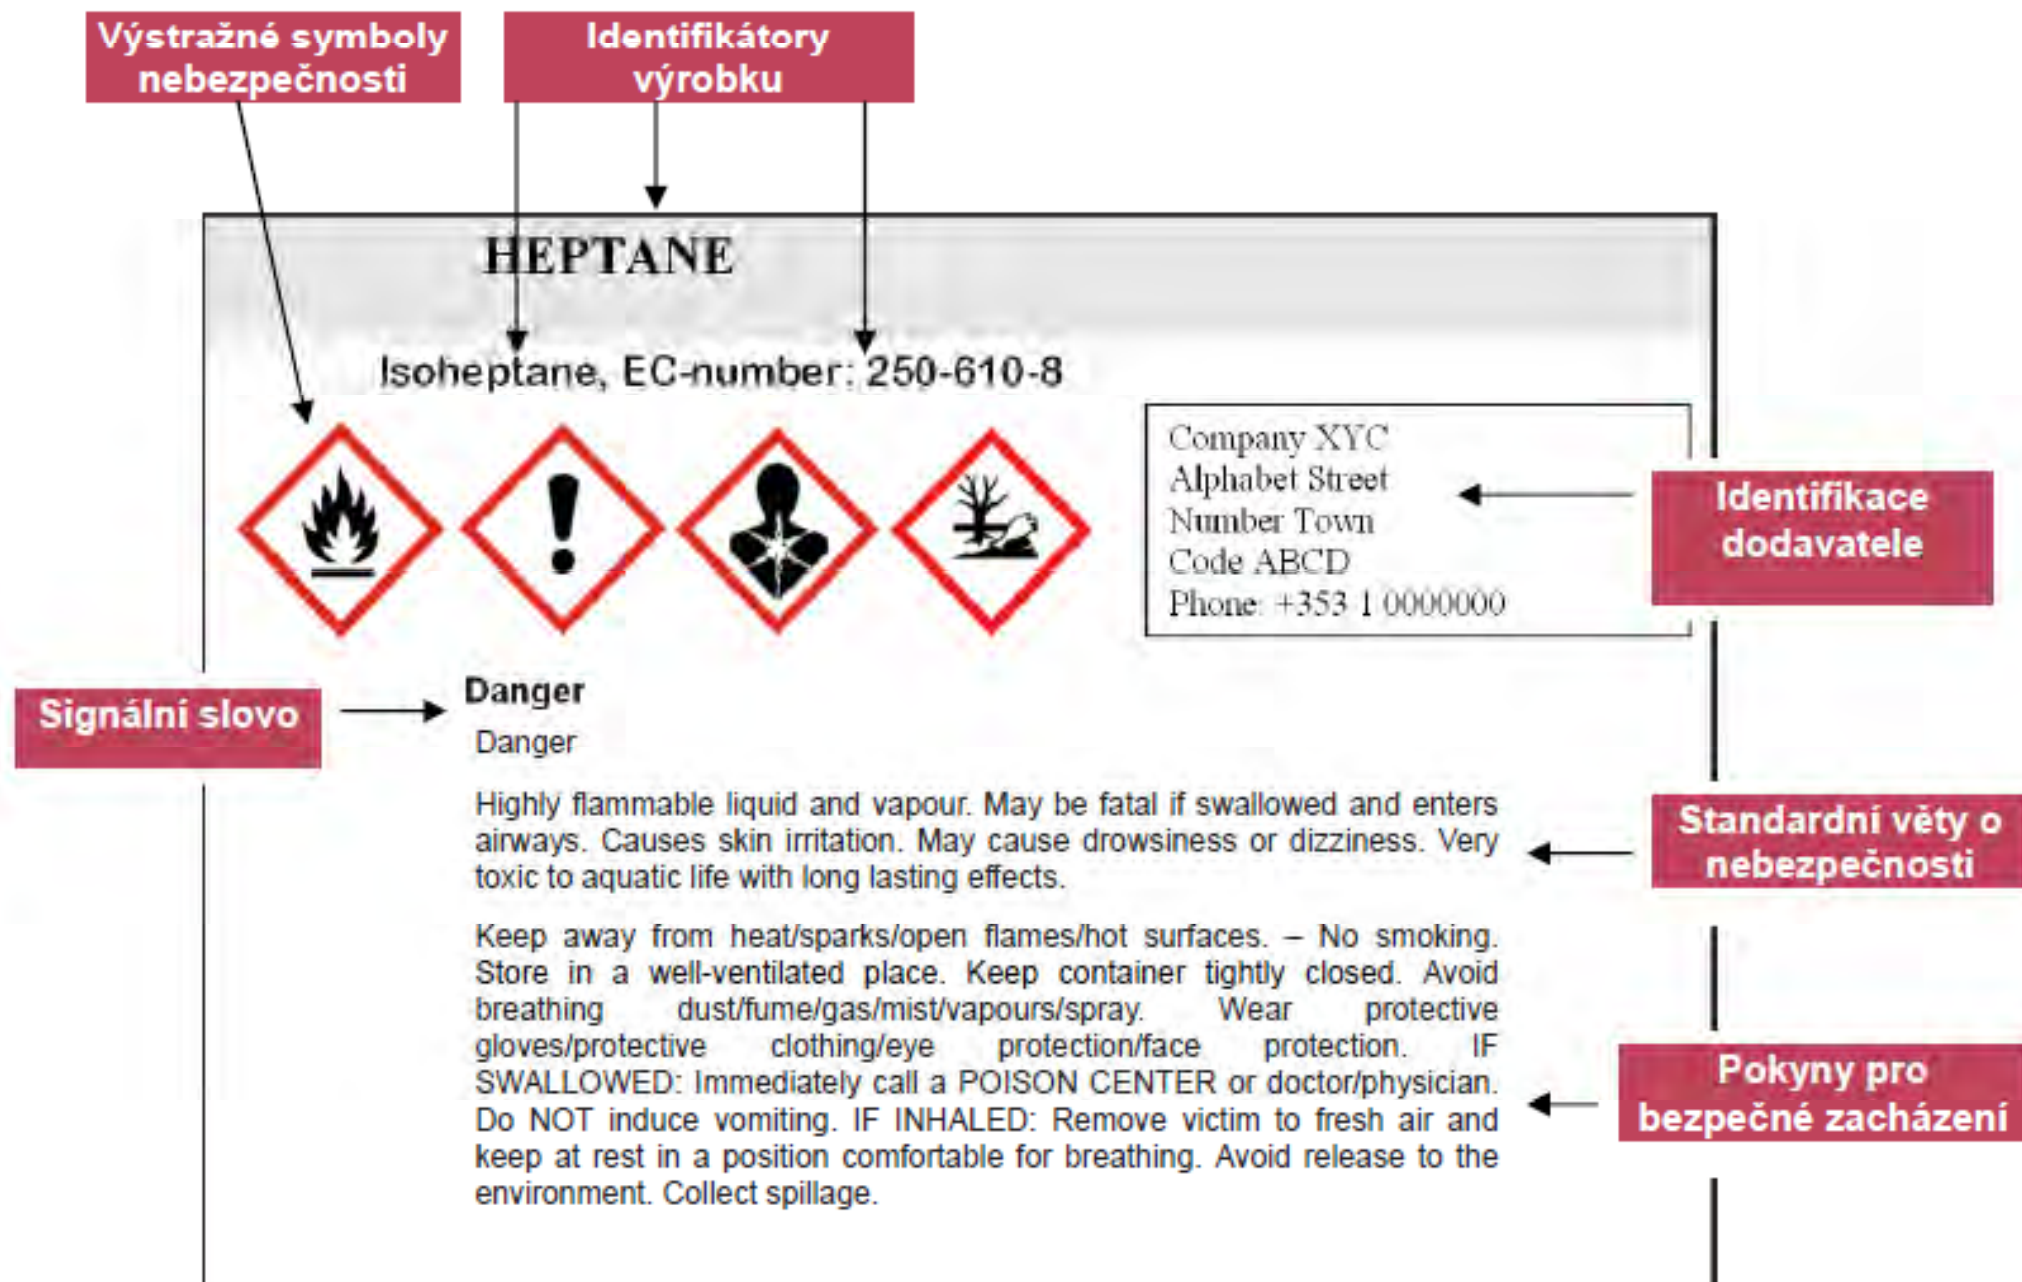 Výstražné symboly
nebezpečnosti
Identifikátory
výrobku
HEPTANE
Isoheptane, EC-number: 250-610-8
Company XYC
Alphabet Street
Number Town
Code ABCD
Phone: +353 1 0000000
Identifikace
dodavatele
Signální slovo
Danger
Danger
Highly flammable liquid and vapour. May be fatal if swallowed and enters
airways. Causes skin irritation. May cause drowsiness or dizziness. Very
toxic to aquatic life with long lasting effects.
Standardní věty o
nebezpečnosti
Keep away from heat/sparks/open flames/hot surfaces. – No smoking.
Store in a well-ventilated place. Keep container tightly closed. Avoid
breathing dust/fume/gas/mist/vapours/spray. Wear protective
gloves/protective clothing/eye protection/face protection. IF
SWALLOWED: Immediately call a POISON CENTER or doctor/physician.
Do NOT induce vomiting. IF INHALED: Remove victim to fresh air and
keep at rest in a position comfortable for breathing. Avoid release to the
environment. Collect spillage.
Pokyny pro
bezpečné zacházení